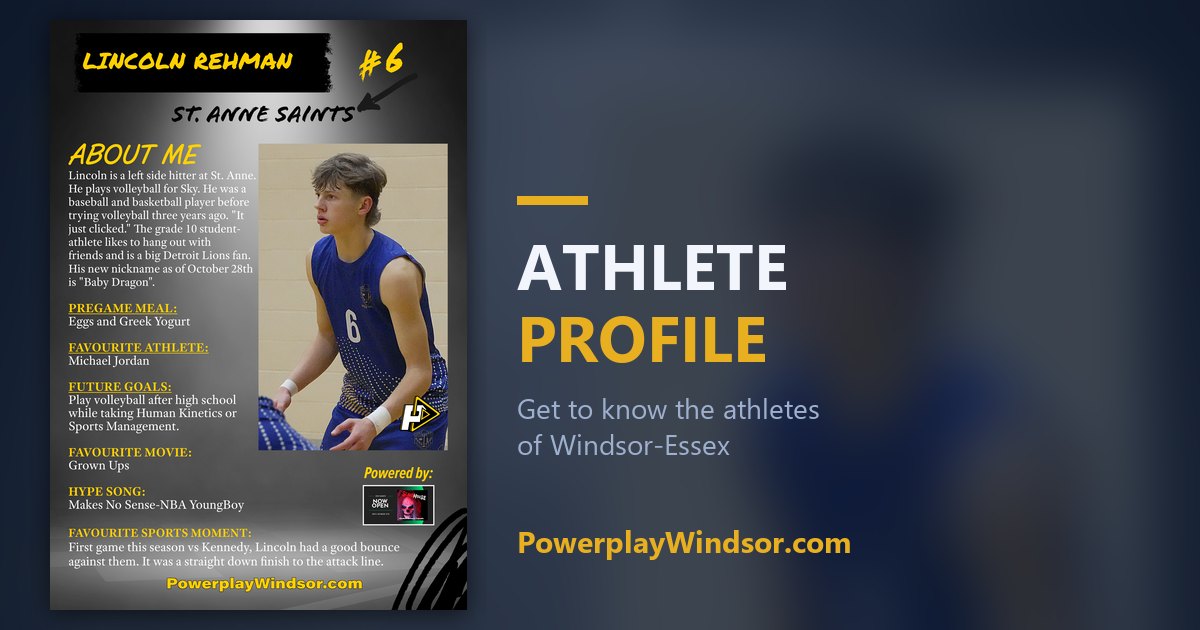 LINCOLN REHMAN
#6
ST. ANNE SAINTS
ABOUT ME
Lincoln is a left side hitter at St. Anne.
He plays volleyball for Sky. He was a
baseball and basketball player before
trying volleyball three years ago. "It
just clicked." The grade 10 student-
athlete likes to hang out with
friends and is a big Detroit Lions fan.
His new nickname as of October 28th
is "Baby Dragon".
PREGAME MEAL:
Eggs and Greek Yogurt
FAVOURITE ATHLETE:
Michael Jordan
FUTURE GOALS:
Play volleyball after high school
while taking Human Kinetics or
Sports Management.
FAVOURITE MOVIE:
Grown Ups
HYPE SONG:
Makes No Sense-NBA YoungBoy
FAVOURITE SPORTS MOMENT:
First game this season vs Kennedy, Lincoln had a good bounce
against them. It was a straight down finish to the attack line.
PowerplayWindsor.com
6
Powered by:
NOW
OPEN
ATHLETE
PROFILE
Get to know the athletes
of Windsor-Essex
PowerplayWindsor.com